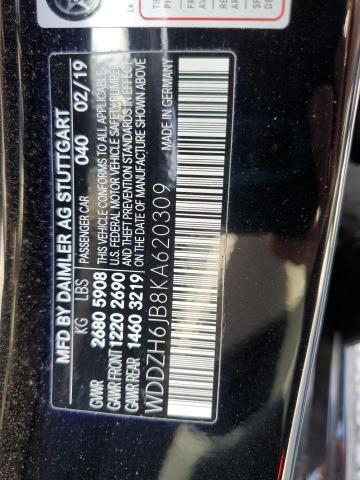 MFD BY DAIMLER AG STUTTGART
PASSENGER CAR 040 02/19
KG LBS
GVWR 2680 5908
GAWR FRONT 1220 2690
GAWR REAR 1460 3219
THIS VEHICLE CONFORMS TO ALL APPLICABLE
U.S. FEDERAL MOTOR VEHICLE SAFETY, BUMPER,
AND THEFT PREVENTION STANDARDS IN EFFECT
ON THE DATE OF MANUFACTURE SHOWN ABOVE
WDDZH6JB8KA620309
MADE IN GERMANY